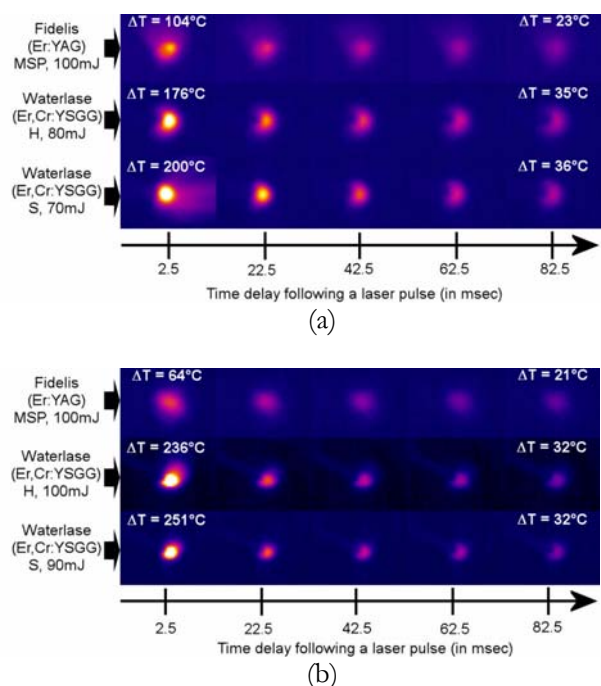 Fidelis
(Er:YAG)
MSP, 100mJ
ΔT = 104°C
ΔT = 23°C
Waterlase
(Er,Cr:YSGG)
H, 80mJ
ΔT = 176°C
ΔT = 35°C
Waterlase
(Er,Cr:YSGG)
S, 70mJ
ΔT = 200°C
ΔT = 36°C
2.5 22.5 42.5 62.5 82.5
Time delay following a laser pulse (in msec)
(a)
Fidelis
(Er:YAG)
MSP, 100mJ
ΔT = 64°C
ΔT = 21°C
Waterlase
(Er,Cr:YSGG)
H, 100mJ
ΔT = 236°C
ΔT = 32°C
Waterlase
(Er,Cr:YSGG)
S, 90mJ
ΔT = 251°C
ΔT = 32°C
2.5 22.5 42.5 62.5 82.5
Time delay following a laser pulse (in msec)
(b)